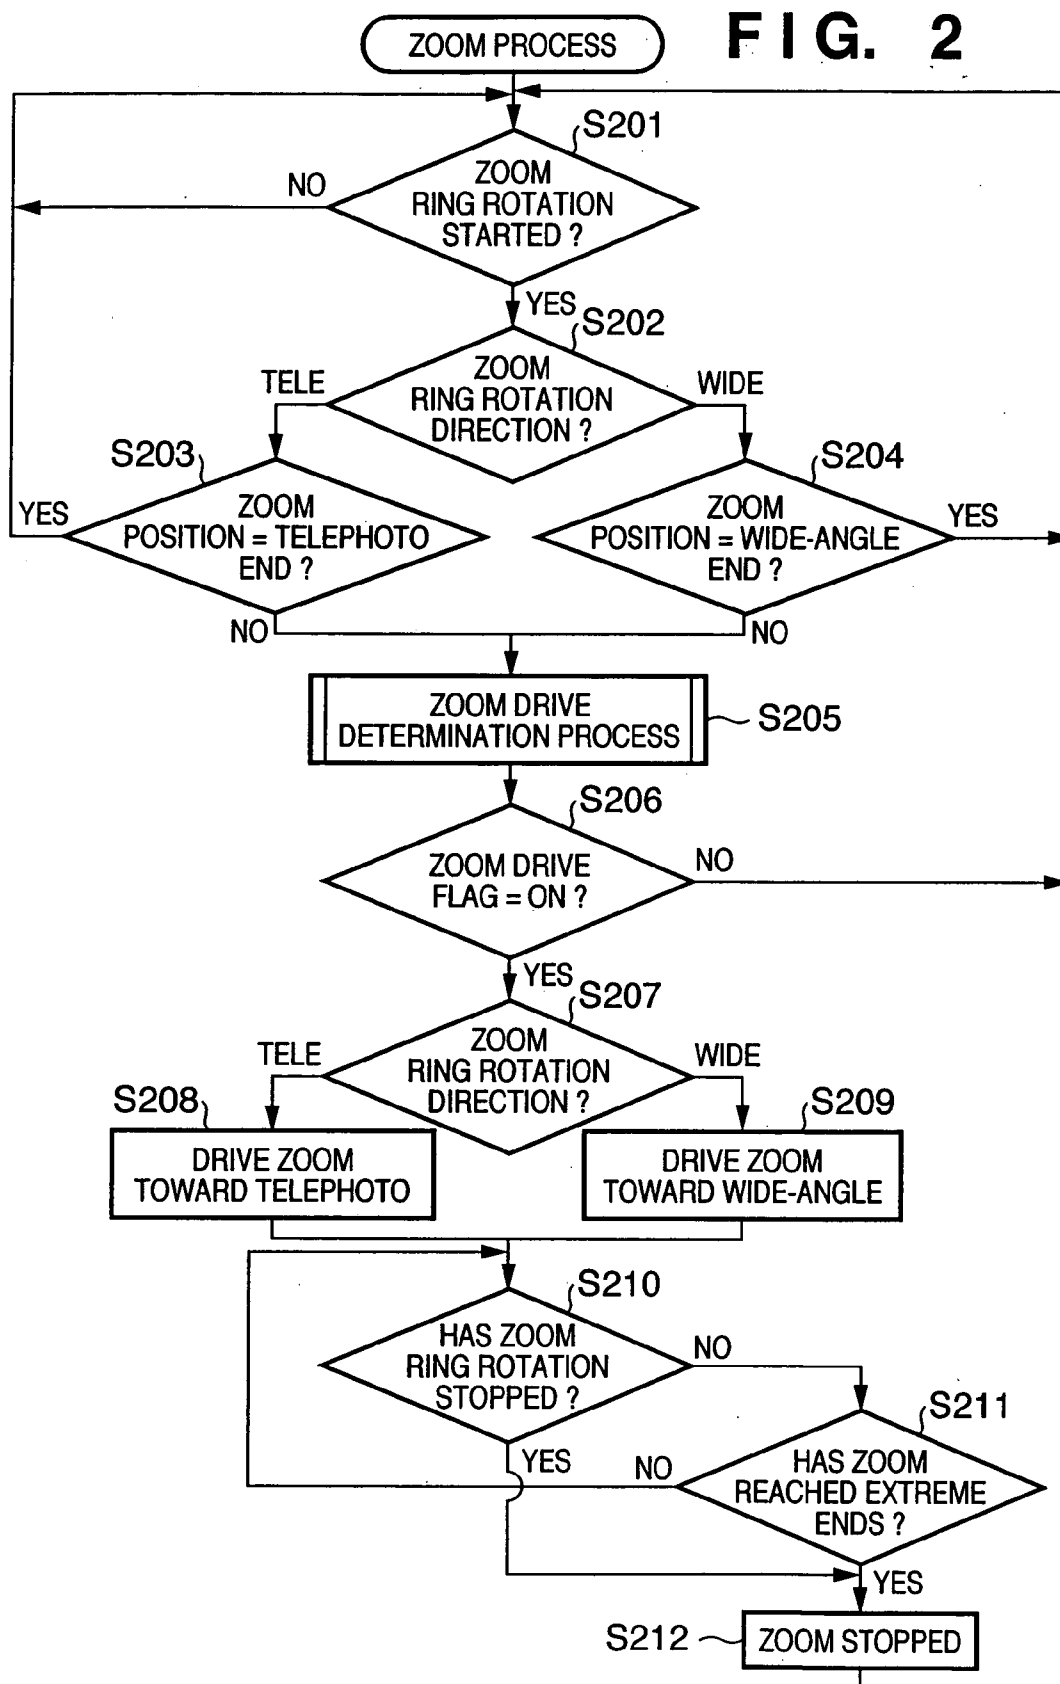 FIG. 2
ZOOM PROCESS
S201
ZOOM
RING ROTATION
STARTED ?
NO
YES
S202
ZOOM
RING ROTATION
DIRECTION ?
TELE
WIDE
S203
ZOOM
POSITION = TELEPHOTO
END ?
YES
NO
S204
ZOOM
POSITION = WIDE-ANGLE
END ?
YES
NO
ZOOM DRIVE
DETERMINATION PROCESS
S205
S206
ZOOM DRIVE
FLAG = ON ?
NO
YES
S207
ZOOM
RING ROTATION
DIRECTION ?
TELE
WIDE
S208
DRIVE ZOOM
TOWARD TELEPHOTO
S209
DRIVE ZOOM
TOWARD WIDE-ANGLE
S210
HAS ZOOM
RING ROTATION
STOPPED ?
NO
YES
S211
HAS ZOOM
REACHED EXTREME
ENDS ?
NO
YES
S212
ZOOM STOPPED